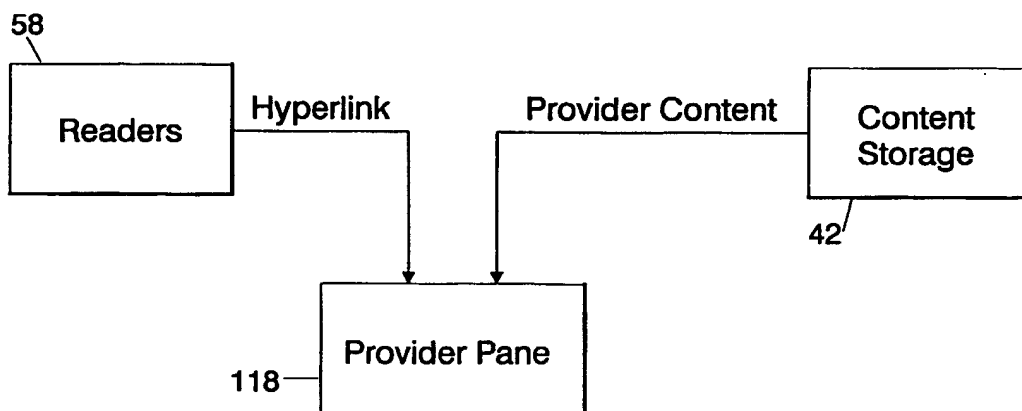 58
Readers
Hyperlink
Provider Content
Content
Storage
42
Provider Pane
118